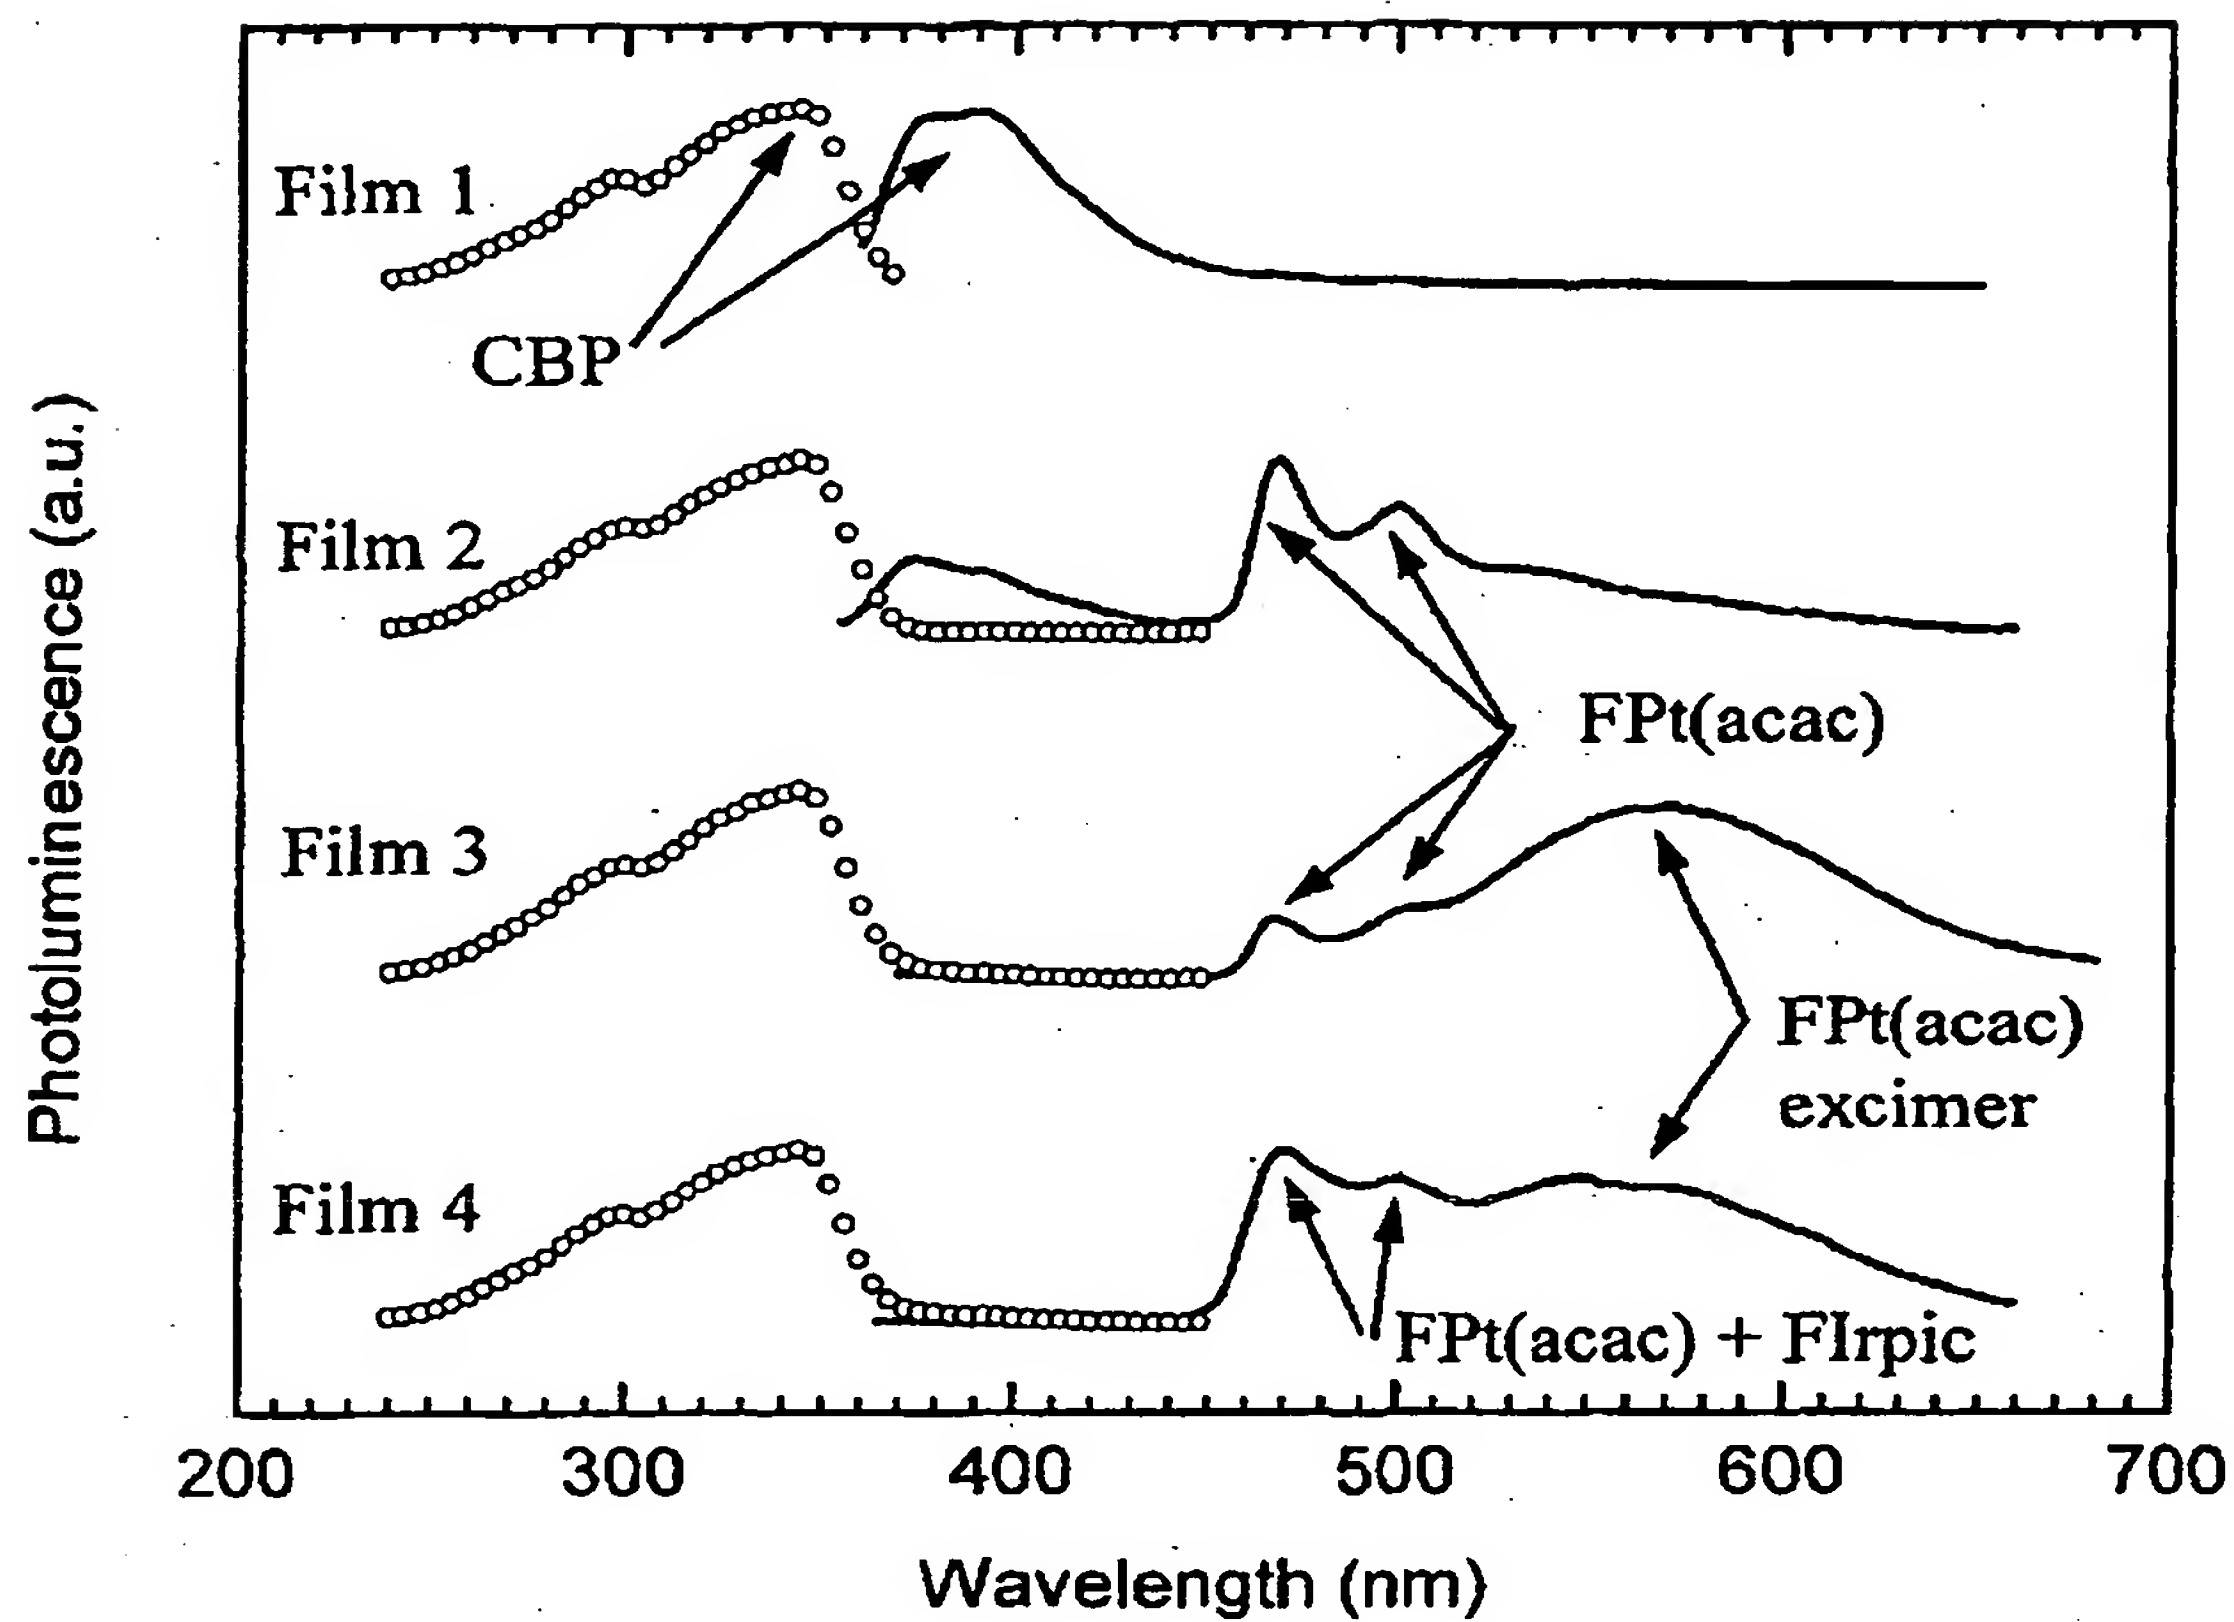 Film 1
CBP
Film 2
FPt(acac)
Film 3
FPt(acac)
excimer
Film 4
FPt(acac) + FIrpic
200 300 400 500 600 700
Wavelength (nm)
Photoluminescence (a.u.)